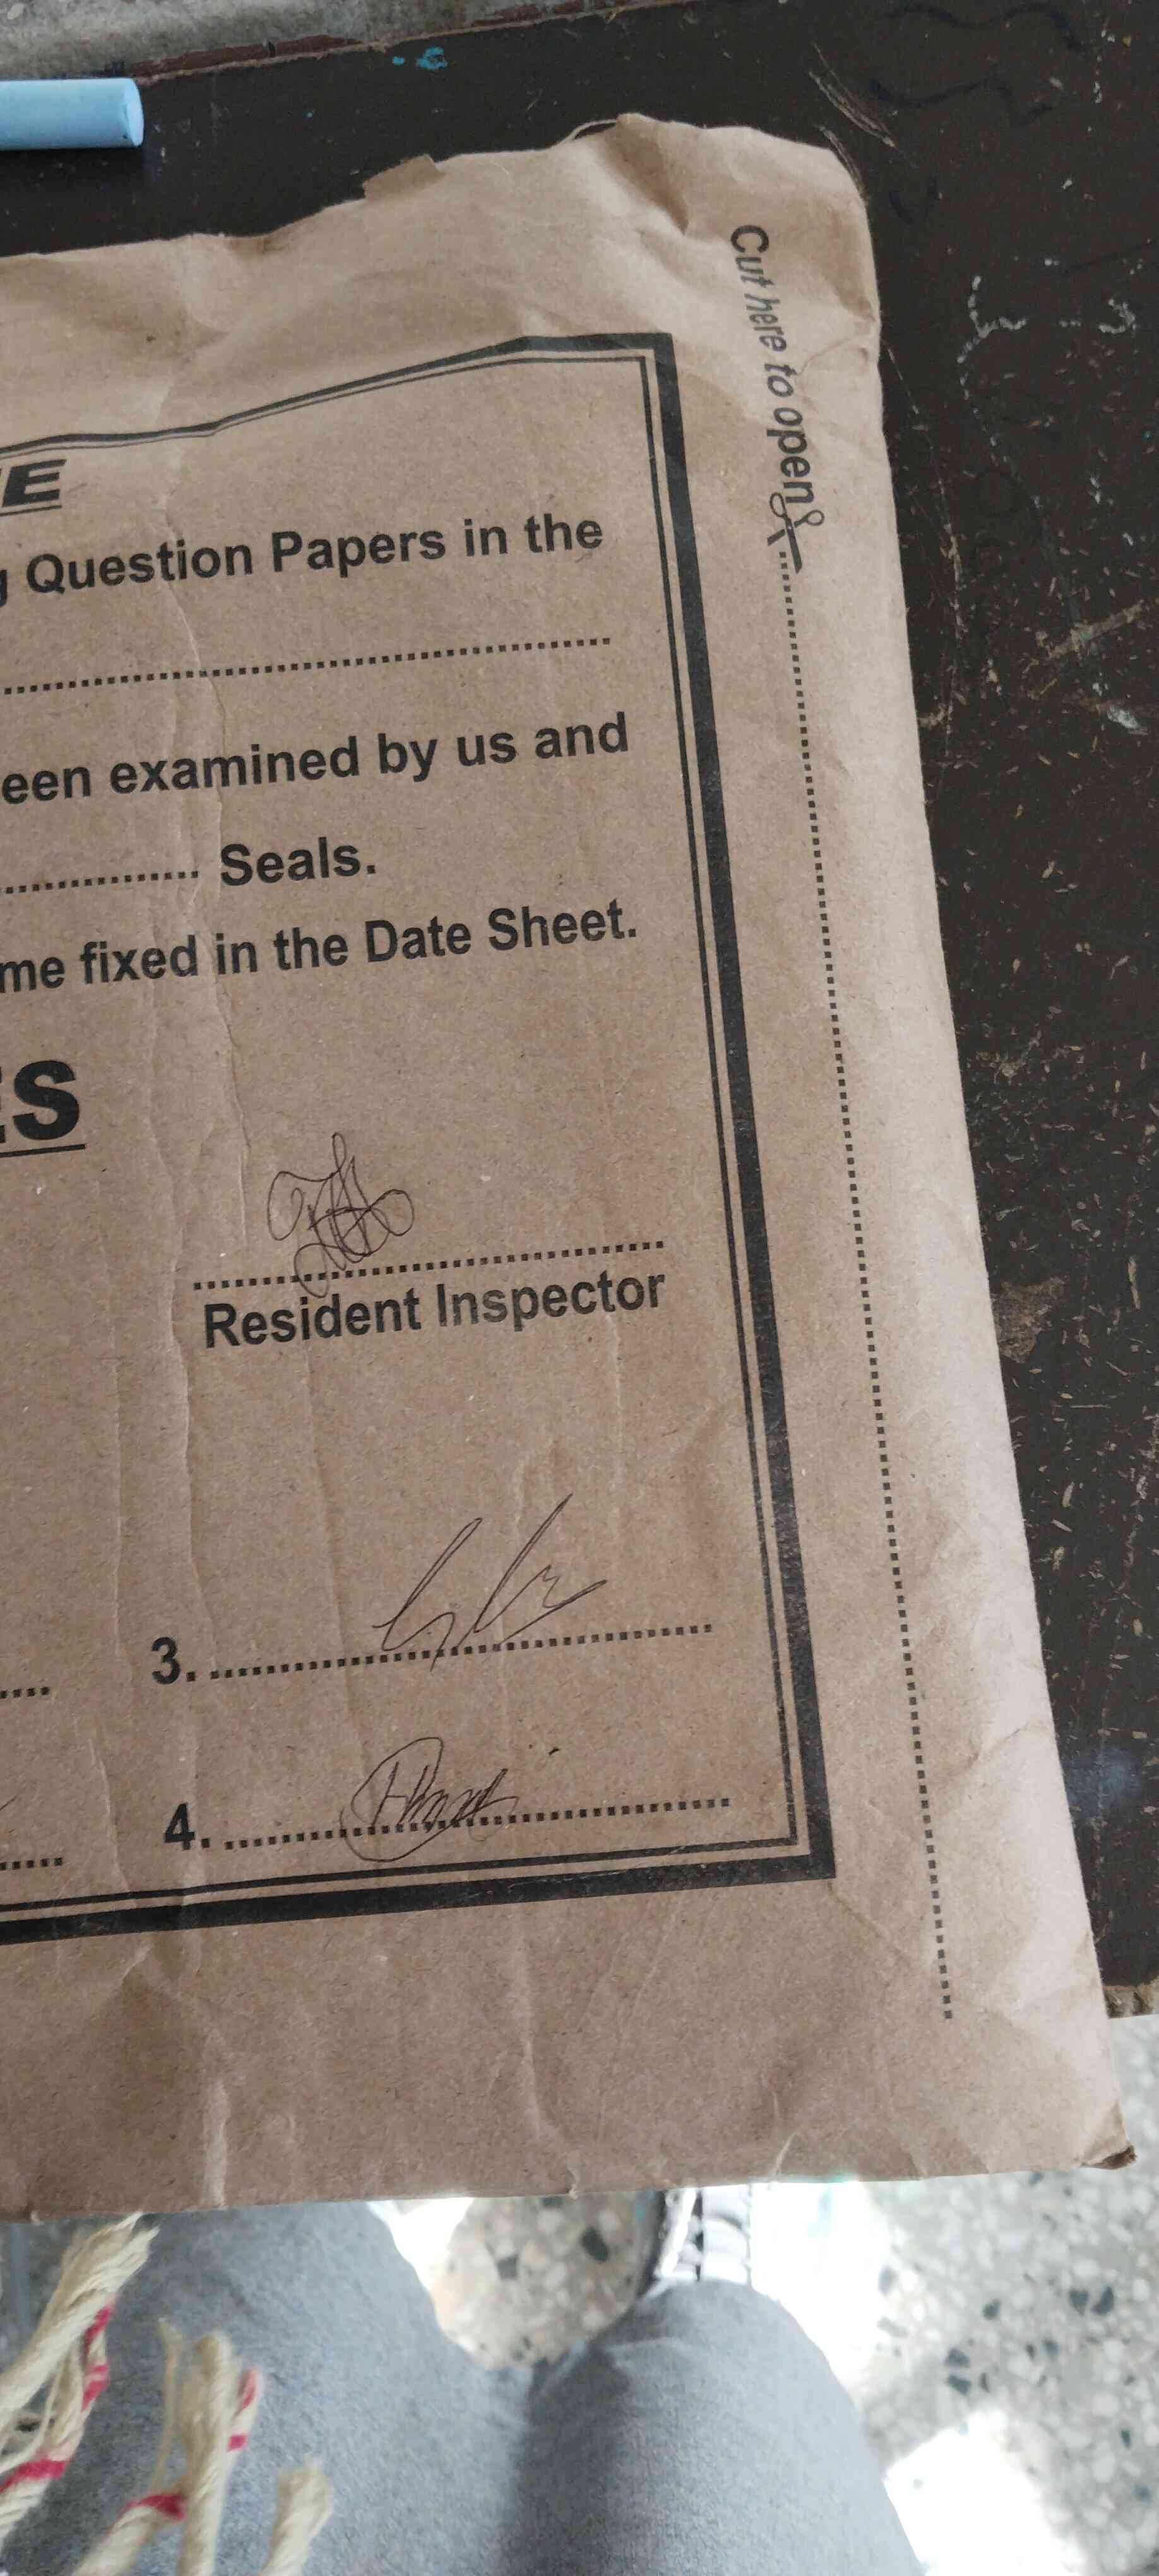 E
Question Papers in the
een examined by us and
Seals.
me fixed in the Date Sheet.
ES
Resident Inspector
3.
4.
Cut here to open